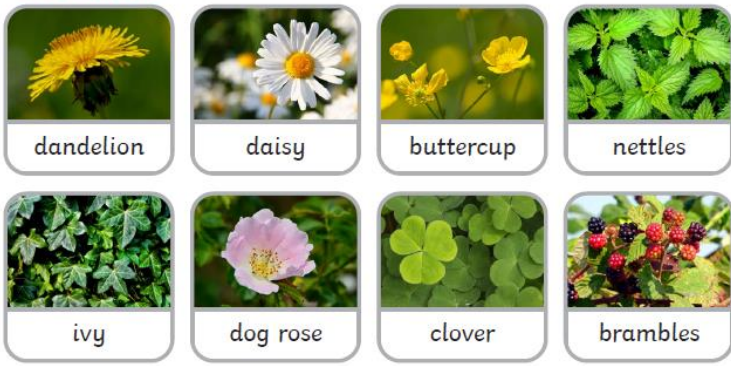 dandelion daisy buttercup nettles
ivy dog rose clover brambles